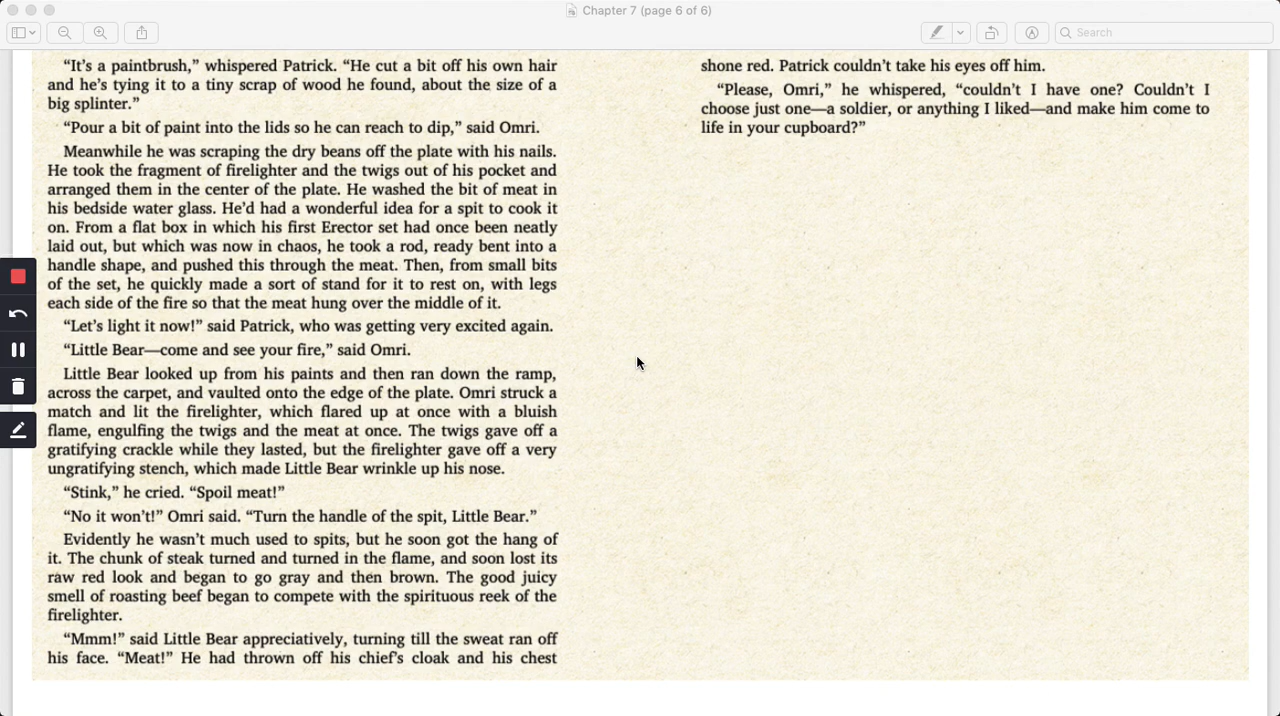 Chapter 7 (page 6 of 6)
Search
“It’s a paintbrush,” whispered Patrick. “He cut a bit off his own hair
and he’s tying it to a tiny scrap of wood he found, about the size of a
big splinter.”
“Pour a bit of paint into the lids so he can reach to dip,” said Omri.
Meanwhile he was scraping the dry beans off the plate with his nails.
He took the fragment of firelighter and the twigs out of his pocket and
arranged them in the center of the plate. He washed the bit of meat in
his bedside water glass. He’d had a wonderful idea for a spit to cook it
on. From a flat box in which his first Erector set had once been neatly
laid out, but which was now in chaos, he took a rod, ready bent into a
handle shape, and pushed this through the meat. Then, from small bits
of the set, he quickly made a sort of stand for it to rest on, with legs
each side of the fire so that the meat hung over the middle of it.
“Let’s light it now!” said Patrick, who was getting very excited again.
“Little Bear—come and see your fire,” said Omri.
Little Bear looked up from his paints and then ran down the ramp,
across the carpet, and vaulted onto the edge of the plate. Omri struck a
match and lit the firelighter, which flared up at once with a bluish
flame, engulfing the twigs and the meat at once. The twigs gave off a
gratifying crackle while they lasted, but the firelighter gave off a very
ungratifying stench, which made Little Bear wrinkle up his nose.
“Stink,” he cried. “Spoil meat!”
“No it won’t!” Omri said. “Turn the handle of the spit, Little Bear.”
Evidently he wasn’t much used to spits, but he soon got the hang of
it. The chunk of steak turned and turned in the flame, and soon lost its
raw red look and began to go gray and then brown. The good juicy
smell of roasting beef began to compete with the spirituous reek of the
firelighter.
“Mmm!” said Little Bear appreciatively, turning till the sweat ran off
his face. “Meat!” He had thrown off his chief’s cloak and his chest
shone red. Patrick couldn’t take his eyes off him.
“Please, Omri,” he whispered, “couldn’t I have one? Couldn’t I
choose just one—a soldier, or anything I liked—and make him come to
life in your cupboard?”